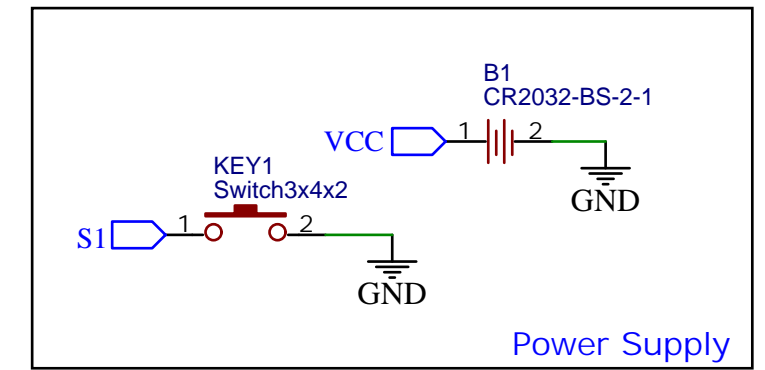 B1
CR2032-BS-2-1
VCC 1 2
GND
KEY1
Switch3x4x2
S1 1 2
GND
Power Supply